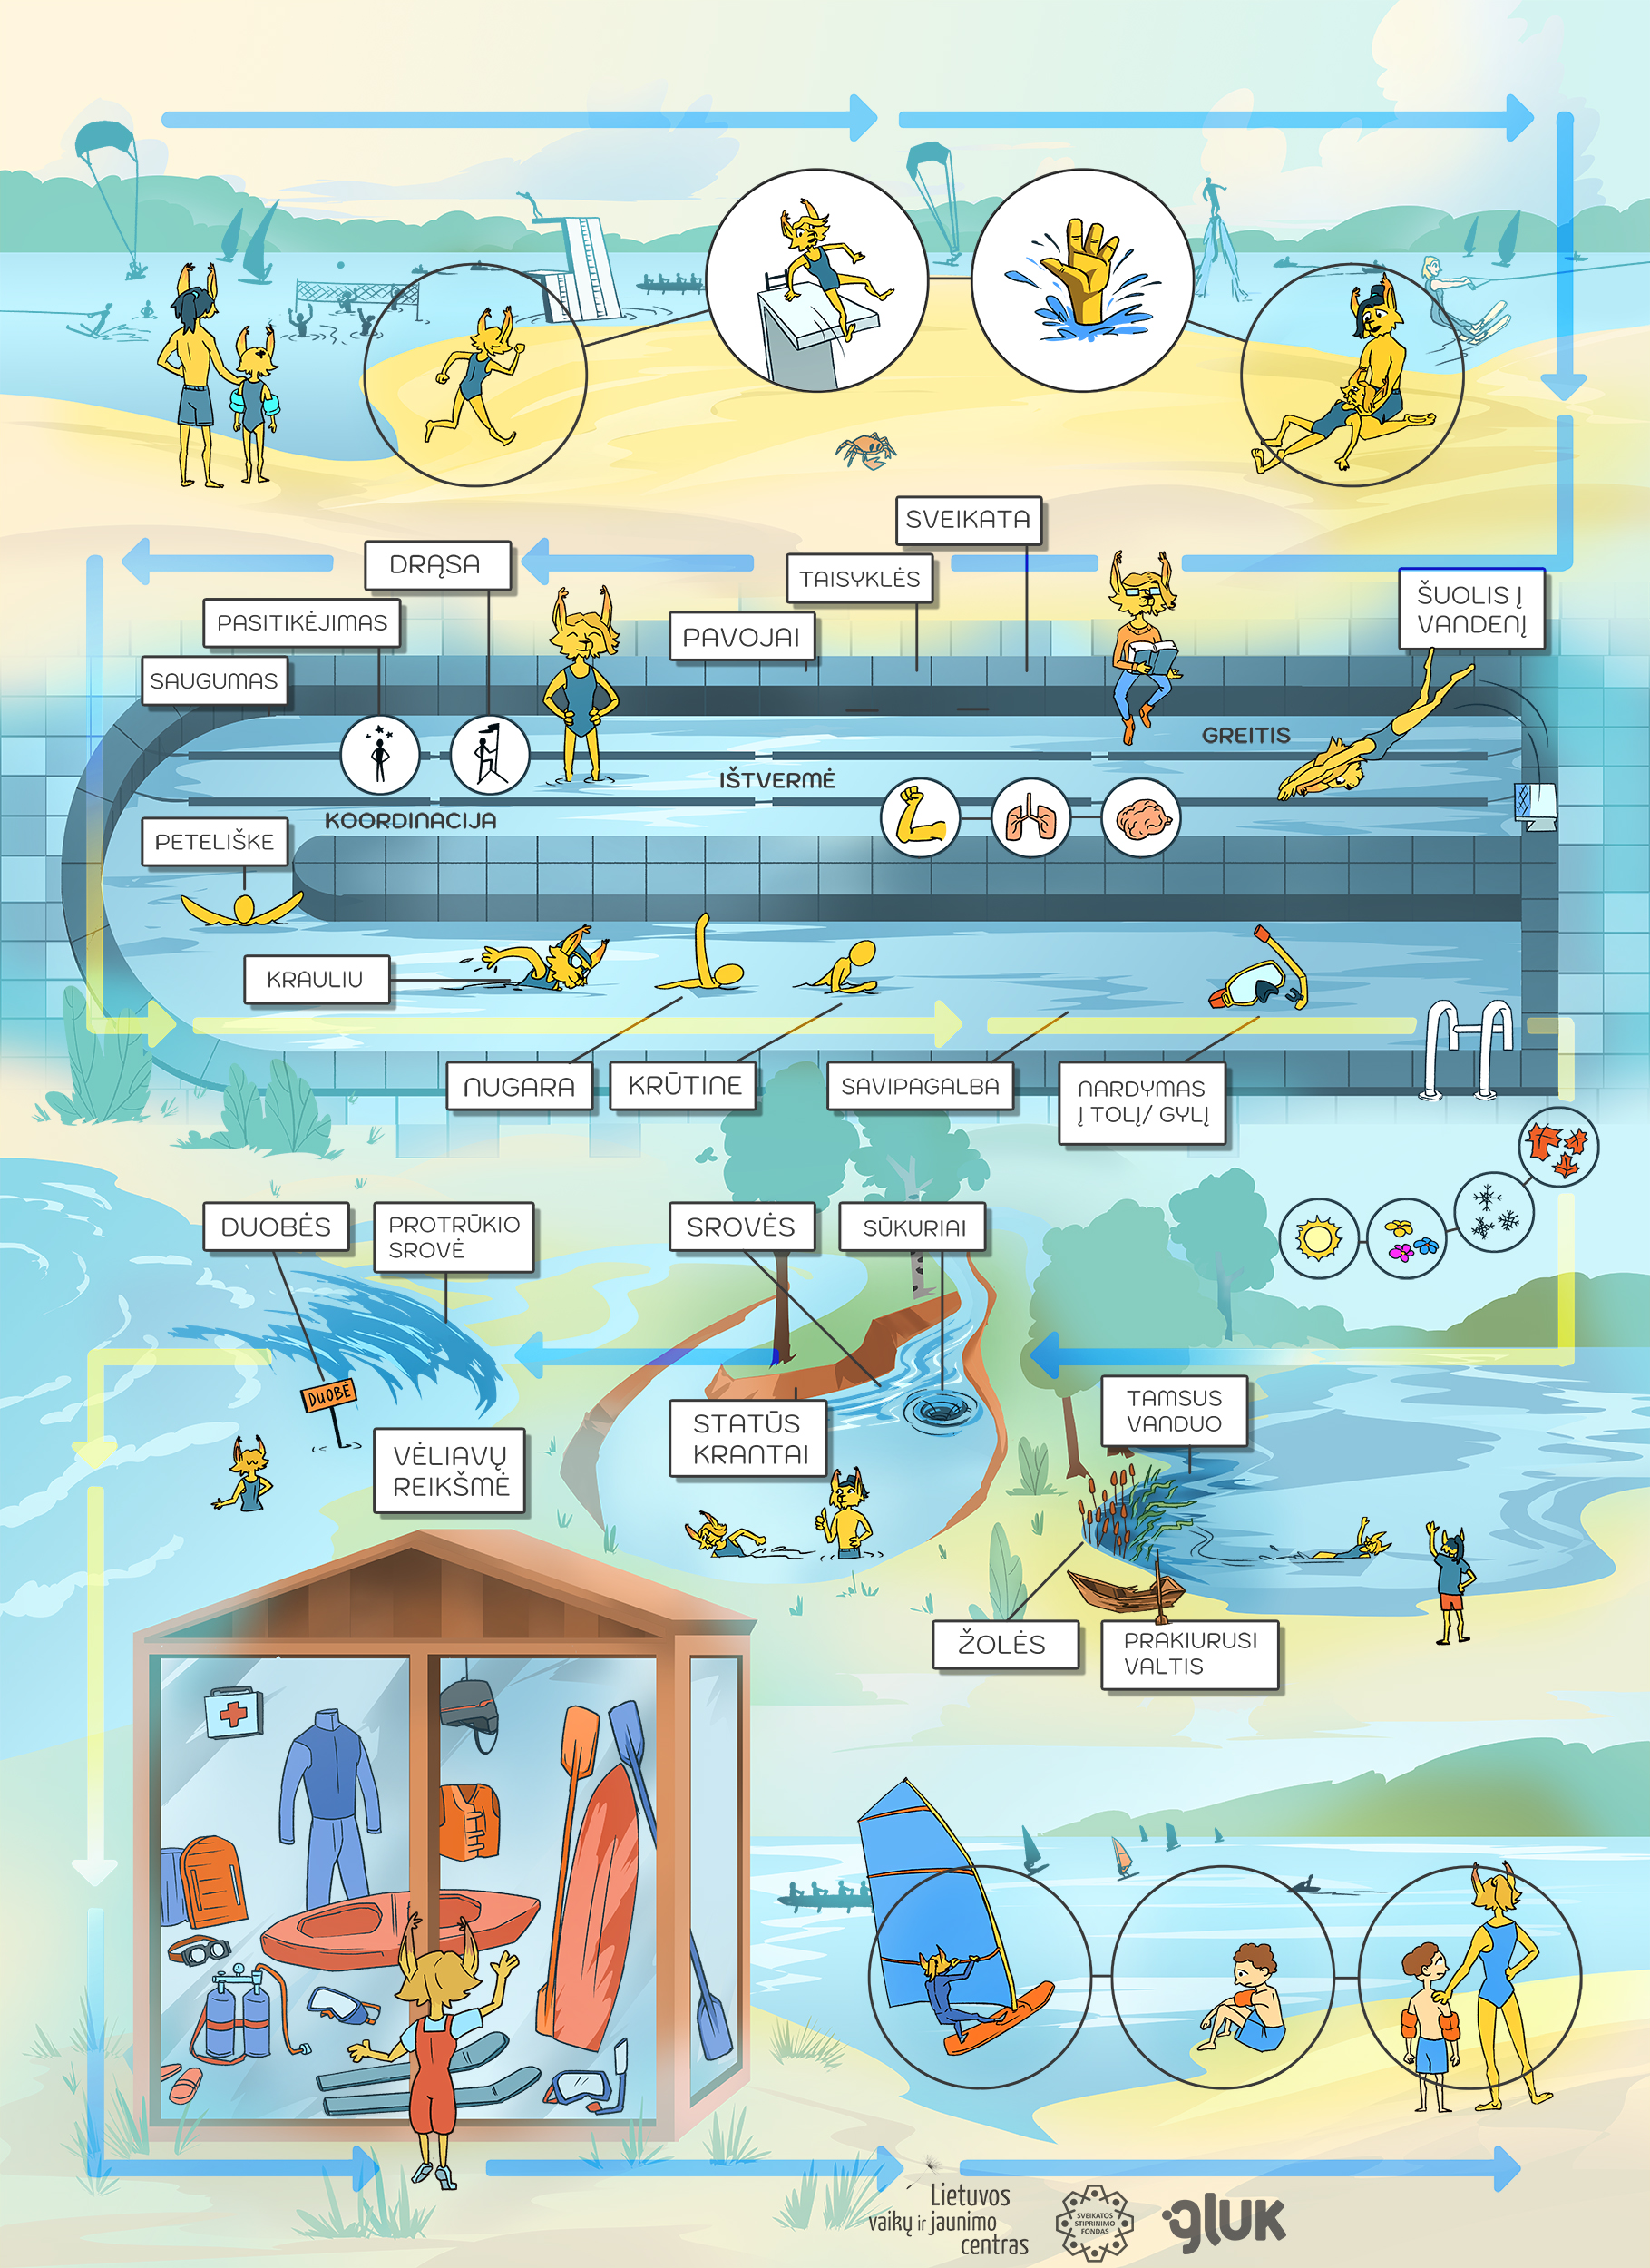 SVEIKATA
DRĄSA
TAISYKLĖS
PASITIKĖJIMAS
PAVOJAI
ŠUOLIS Į
VANDENĮ
SAUGUMAS
GREITIS
IŠTVERMĖ
KOORDINACIJA
PETELIŠKE
KRAULIU
NUGARA
KRŪTINE
SAVIPAGALBA
NARDYMAS
Į TOLĮ/ GYLĮ
DUOBĖS
PROTRŪKIO
SROVĖ
SROVĖS
SŪKURIAI
DUOBĖ
STATŪS
KRANTAI
TAMSUS
VANDUO
VĖLIAVŲ
REIKŠMĖ
ŽOLĖS
PRAKIURUSI
VALTIS
Lietuvos
vaikų ir jaunimo
centras
SVEIKATOS
STIPRINIMO
FONDAS
gluk